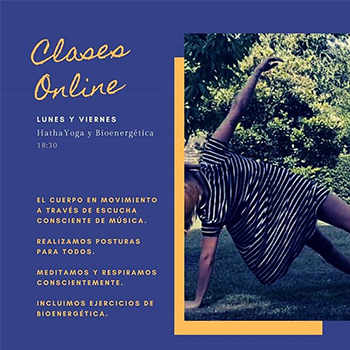 Clases
Online
LUNES Y VIERNES
HathaYoga y Bioenergética
18:30
EL CUERPO EN MOVIMIENTO
A TRAVÉS DE ESCUCHA
CONSCIENTE DE MÚSICA.
REALIZAMOS POSTURAS
PARA TODOS.
MEDITAMOS Y RESPIRAMOS
CONSCIENTEMENTE.
INCLUIMOS EJERCICIOS DE
BIOENERGÉTICA.